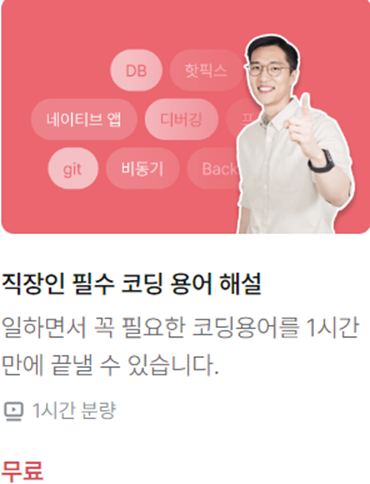 DB 핫픽스
네이티브 앱 디버깅
git 비동기 Back
직장인 필수 코딩 용어 해설
일하면서 꼭 필요한 코딩용어를 1시간
만에 끝낼 수 있습니다.
1시간 분량
무료